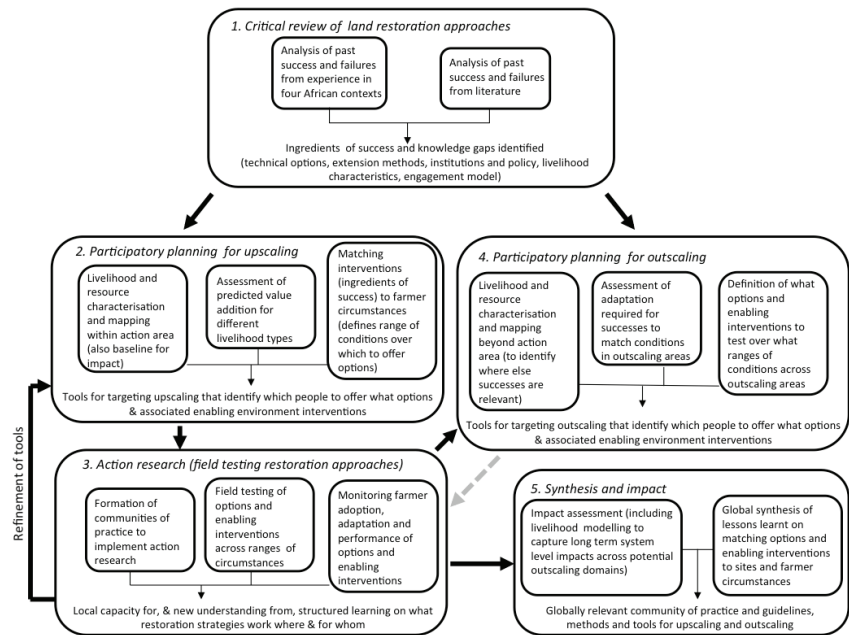 1. Critical review of land restoration approaches
Analysis of past
success and failures
from experience in
four African contexts
Analysis of past
success and failures
from literature
Ingredients of success and knowledge gaps identified
(technical options, extension methods, institutions and policy, livelihood
characteristics, engagement model)
2. Participatory planning for upscaling
Livelihood and
resource
characterisation
and mapping
within action area
(also baseline for
impact)
Assessment of
predicted value
addition for
different
livelihood types
Matching
interventions
(ingredients of
success) to farmer
circumstances
(defines range of
conditions over
which to offer
options)
Tools for targeting upscaling that identify which people to offer what options
& associated enabling environment interventions
4. Participatory planning for outscaling
Livelihood and
resource
characterisation
and mapping
beyond action
area (to identify
where else
successes are
relevant)
Assessment of
adaptation
required for
successes to
match conditions
in outscaling areas
Definition of what
options and
enabling
interventions to
test over what
ranges of
conditions across
outscaling areas
Tools for targeting outscaling that identify which people to offer what options
& associated enabling environment interventions
Refinement of tools
3. Action research (field testing restoration approaches)
Formation of
communities of
practice to
implement action
research
Field testing of
options and
enabling
interventions
across ranges of
circumstances
Monitoring farmer
adoption,
adaptation and
performance of
options and
enabling
interventions
Local capacity for, & new understanding from, structured learning on what
restoration strategies work where & for whom
5. Synthesis and impact
Impact assessment (including
livelihood modelling to
capture long term system
level impacts across potential
outscaling domains)
Global synthesis of
lessons learnt on
matching options and
enabling interventions
to sites and farmer
circumstances
Globally relevant community of practice and guidelines,
methods and tools for upscaling and outscaling